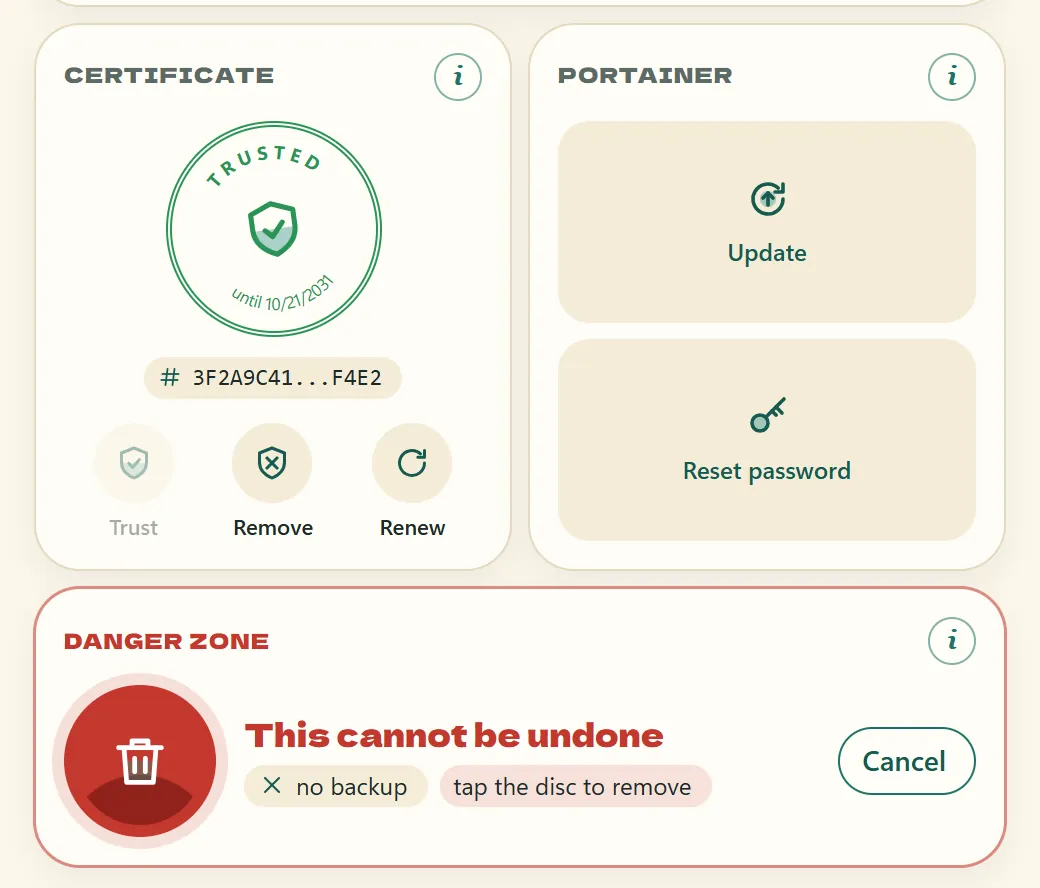 CERTIFICATE
i
TRUSTED
until 10/21/2031
# 3F2A9C41...F4E2
Trust
Remove
Renew
PORTAINER
i
Update
Reset password
DANGER ZONE
i
This cannot be undone
no backup
tap the disc to remove
Cancel